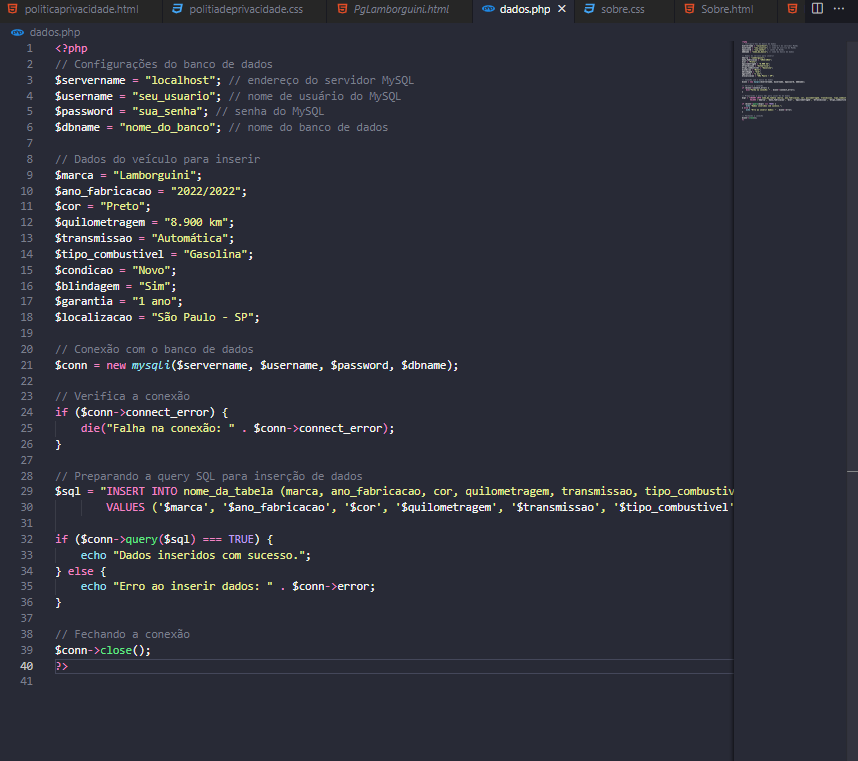 politicaprivacidade.html politiadeprivacidade.css PgLamborguini.html dados.php sobre.css Sobre.html
dados.php
1 <?php
2 // Configurações do banco de dados
3 $servername = "localhost"; // endereço do servidor MySQL
4 $username = "seu_usuario"; // nome de usuário do MySQL
5 $password = "sua_senha"; // senha do MySQL
6 $dbname = "nome_do_banco"; // nome do banco de dados
7
8 // Dados do veículo para inserir
9 $marca = "Lamborguini";
10 $ano_fabricacao = "2022/2022";
11 $cor = "Preto";
12 $quilometragem = "8.900 km";
13 $transmissao = "Automática";
14 $tipo_combustivel = "Gasolina";
15 $condicao = "Novo";
16 $blindagem = "Sim";
17 $garantia = "1 ano";
18 $localizacao = "São Paulo - SP";
19
20 // Conexão com o banco de dados
21 $conn = new mysqli($servername, $username, $password, $dbname);
22
23 // Verifica a conexão
24 if ($conn->connect_error) {
25 die("Falha na conexão: " . $conn->connect_error);
26 }
27
28 // Preparando a query SQL para inserção de dados
29 $sql = "INSERT INTO nome_da_tabela (marca, ano_fabricacao, cor, quilometragem, transmissao, tipo_combustiv
30 VALUES ('$marca', '$ano_fabricacao', '$cor', '$quilometragem', '$transmissao', '$tipo_combustivel'
31
32 if ($conn->query($sql) === TRUE) {
33 echo "Dados inseridos com sucesso.";
34 } else {
35 echo "Erro ao inserir dados: " . $conn->error;
36 }
37
38 // Fechando a conexão
39 $conn->close();
40 ?>
41